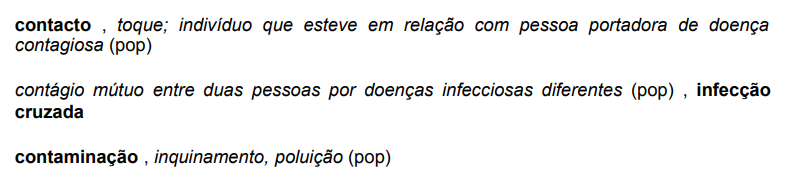 contacto , toque; indivíduo que esteve em relação com pessoa portadora de doença
contagiosa (pop)
contágio mútuo entre duas pessoas por doenças infecciosas diferentes (pop) , infecção
cruzada
contaminação , inquinamento, poluição (pop)